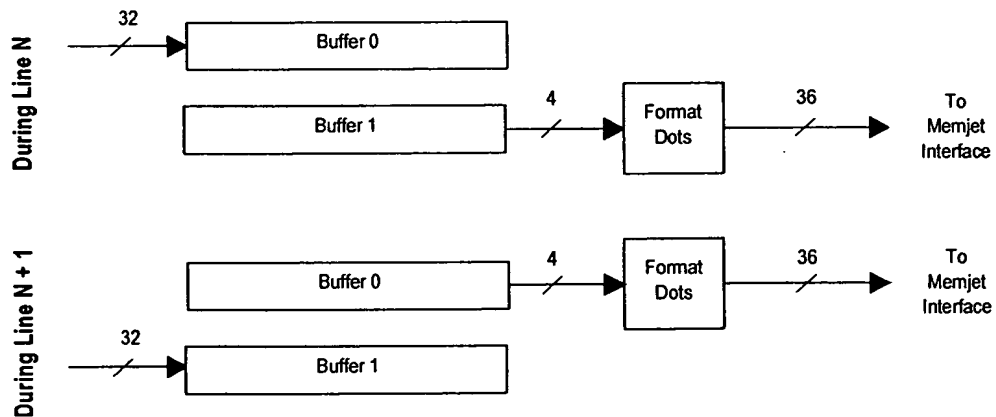 During Line N
32
Buffer 0
Buffer 1
4
Format
Dots
36
To
Memjet
Interface
During Line N + 1
Buffer 0
4
Format
Dots
36
To
Memjet
Interface
32
Buffer 1